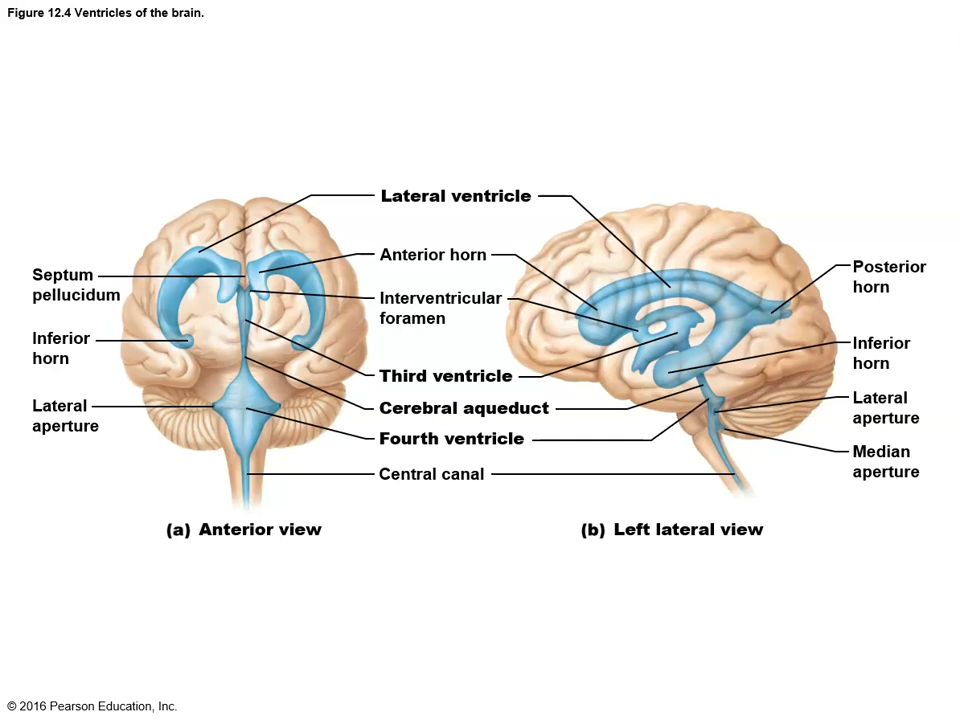 Figure 12.4 Ventricles of the brain.
Lateral ventricle
Anterior horn
Septum
pellucidum
Interventricular
foramen
Posterior
horn
Inferior
horn
Inferior
horn
Third ventricle
Lateral
aperture
Cerebral aqueduct
Lateral
aperture
Fourth ventricle
Median
aperture
Central canal
(a) Anterior view
(b) Left lateral view
© 2016 Pearson Education, Inc.